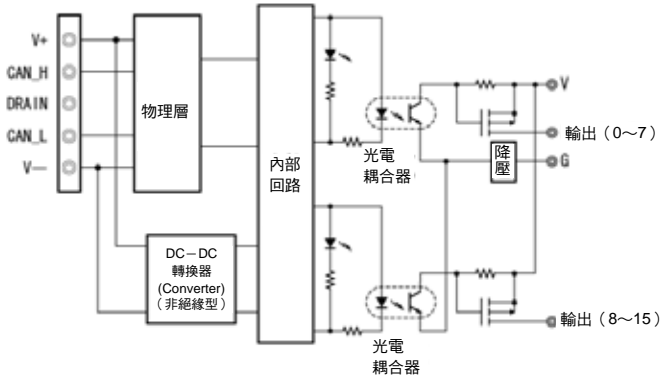 V+
CAN_H
DRAIN
CAN_L
V—
物理層
DC－DC
轉換器
(Converter)
（非絕緣型）
內部
回路
光電
耦合器
V
輸出（0～7）
降
壓
G
輸出（8～15）
光電
耦合器